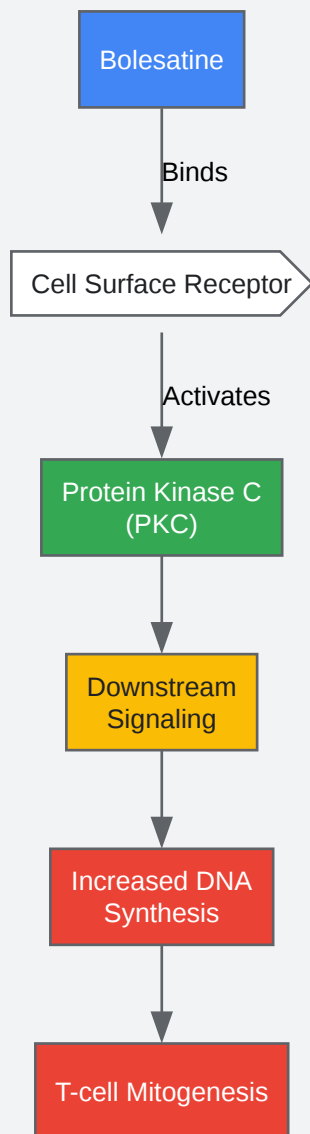 Bolesatine
Binds
Cell Surface Receptor
Activates
Protein Kinase C
(PKC)
Downstream
Signaling
Increased DNA
Synthesis
T-cell Mitogenesis